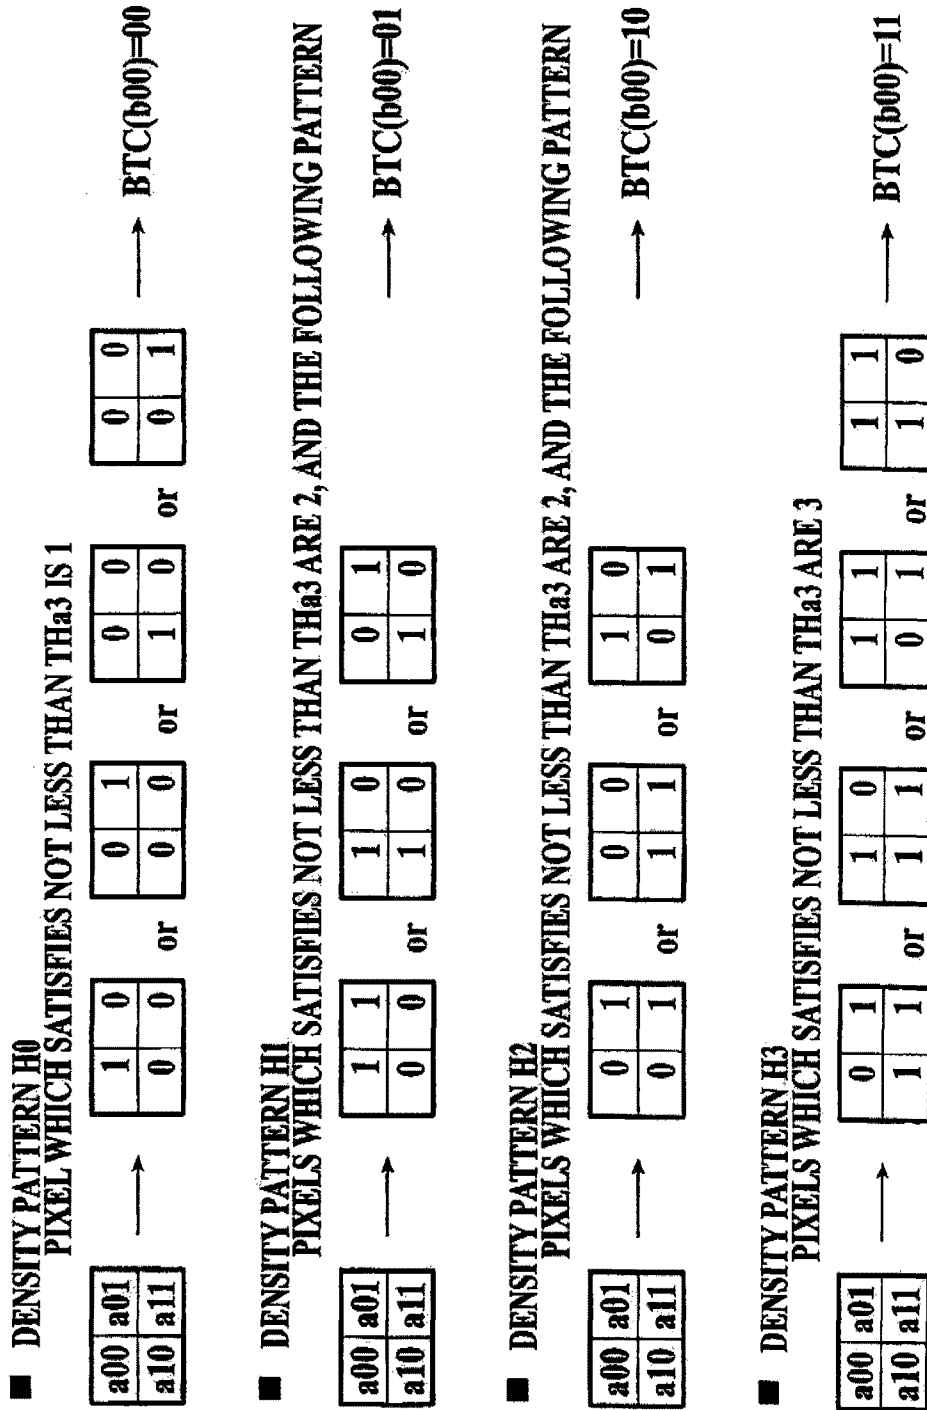 DENSITY PATTERN H0
PIXEL WHICH SATISFIES NOT LESS THAN THa3 IS 1
a00 a01 1 0 0 1 0 0 0 0 BTC(b00)=00
a10 a11 0 0 or 0 0 or 1 0 or 0 1
DENSITY PATTERN H1
PIXELS WHICH SATISFIES NOT LESS THAN THa3 ARE 2, AND THE FOLLOWING PATTERN
a00 a01 1 1 1 0 0 1 BTC(b00)=01
a10 a11 0 0 or 1 0 or 1 0
DENSITY PATTERN H2
PIXELS WHICH SATISFIES NOT LESS THAN THa3 ARE 2, AND THE FOLLOWING PATTERN
a00 a01 0 1 0 0 1 0 BTC(b00)=10
a10 a11 0 1 or 1 1 or 0 1
DENSITY PATTERN H3
PIXELS WHICH SATISFIES NOT LESS THAN THa3 ARE 3
a00 a01 0 1 1 0 1 1 1 1 BTC(b00)=11
a10 a11 1 1 or 1 1 or 0 1 or 1 0